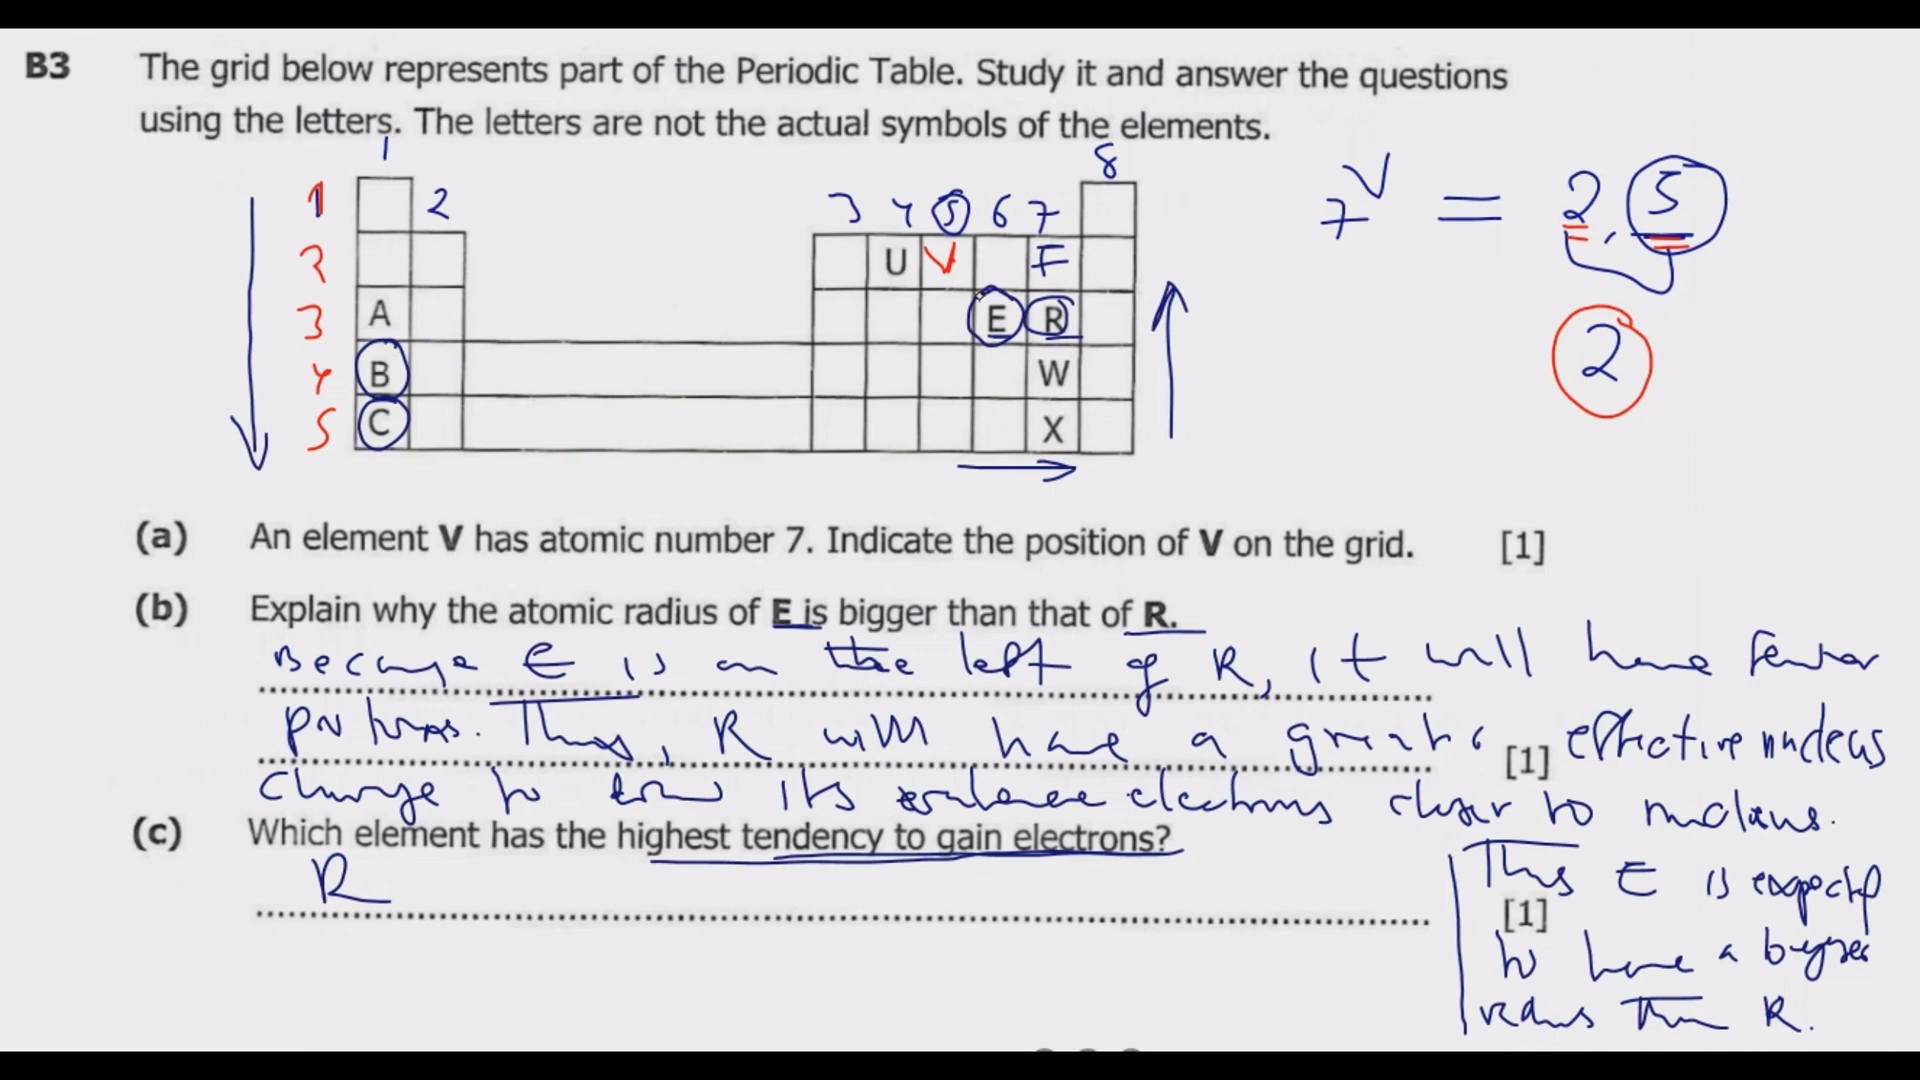 B3 The grid below represents part of the Periodic Table. Study it and answer the questions
using the letters. The letters are not the actual symbols of the elements.
1 8
1 2 3 4 5 6 7
2 U V F
3 A E R
4 B W
5 C X
7 V = 2, 5
2
(a) An element V has atomic number 7. Indicate the position of V on the grid. [1]
(b) Explain why the atomic radius of E is bigger than that of R.
Because E is on the left of R, it will have fewer
protons. Thus, R will have a greater [1] effective nucleus
charge to its valence electrons closer to nucleus.
(c) Which element has the highest tendency to gain electrons?
R
[1]
Thus E is expected
to have a bigger
radius than R.